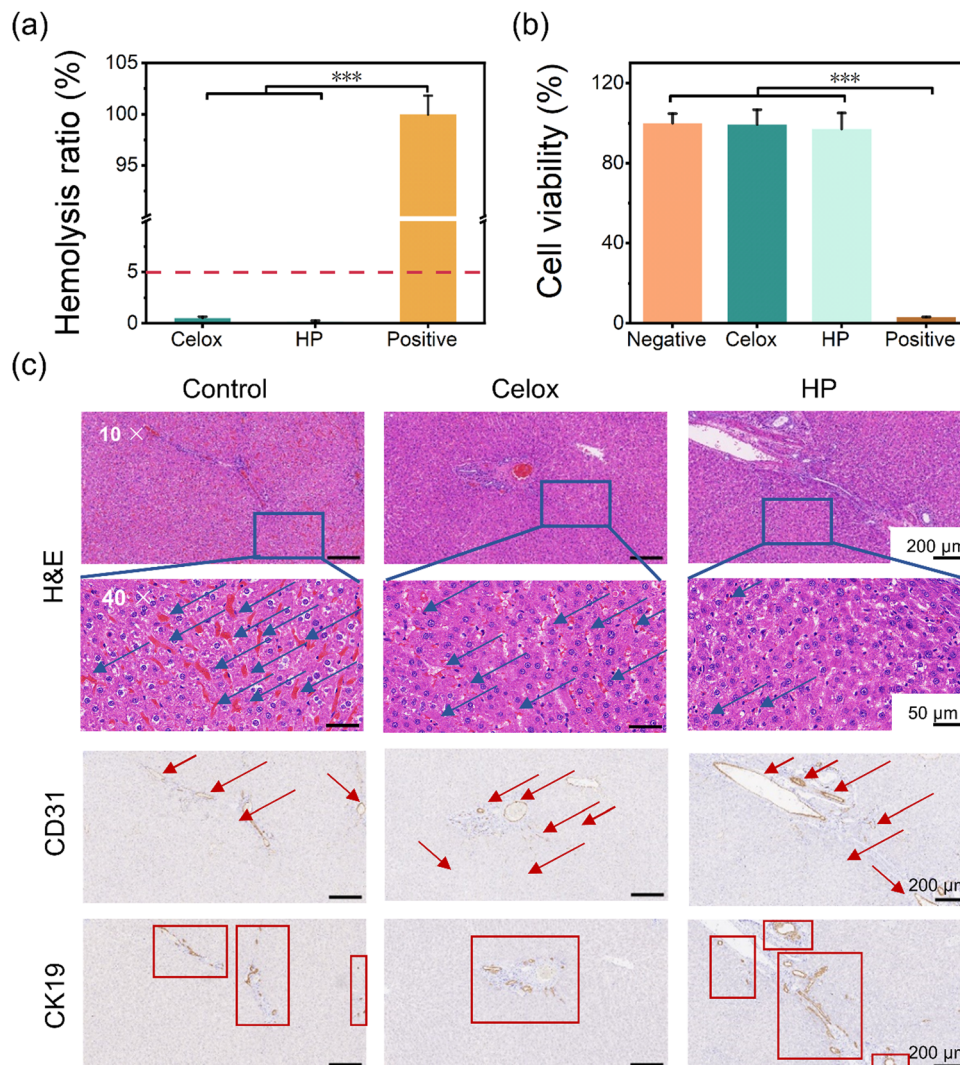 (a)
Hemolysis ratio (%)
105
100
95
5
0
***
Celox HP Positive
(b)
Cell viability (%)
120
80
40
0
***
Negative Celox HP Positive
(c)
Control Celox HP
H&E
10 ×
200 µm
40 ×
50 µm
CD31
200 µm
CK19
200 µm